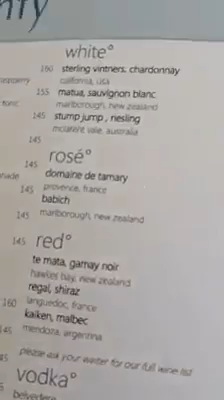 white°
160 sterling vintners. chardonnay
california, usa
155 matua, sauvignon blanc
tonic marlborough, new zealand
145 stump jump, riesling
mclaren vale, australia
145
rosé°
145 domaine de tamary
provence, france
145 babich
145 marlborough, new zealand
145 red°
te mata, gamay noir
hawkes bay, new zealand
regal, shiraz
160 languedoc, france
kaiken, malbec
145 mendoza, argentina
please ask your waiter for our full wine list
vodka°
belvedere